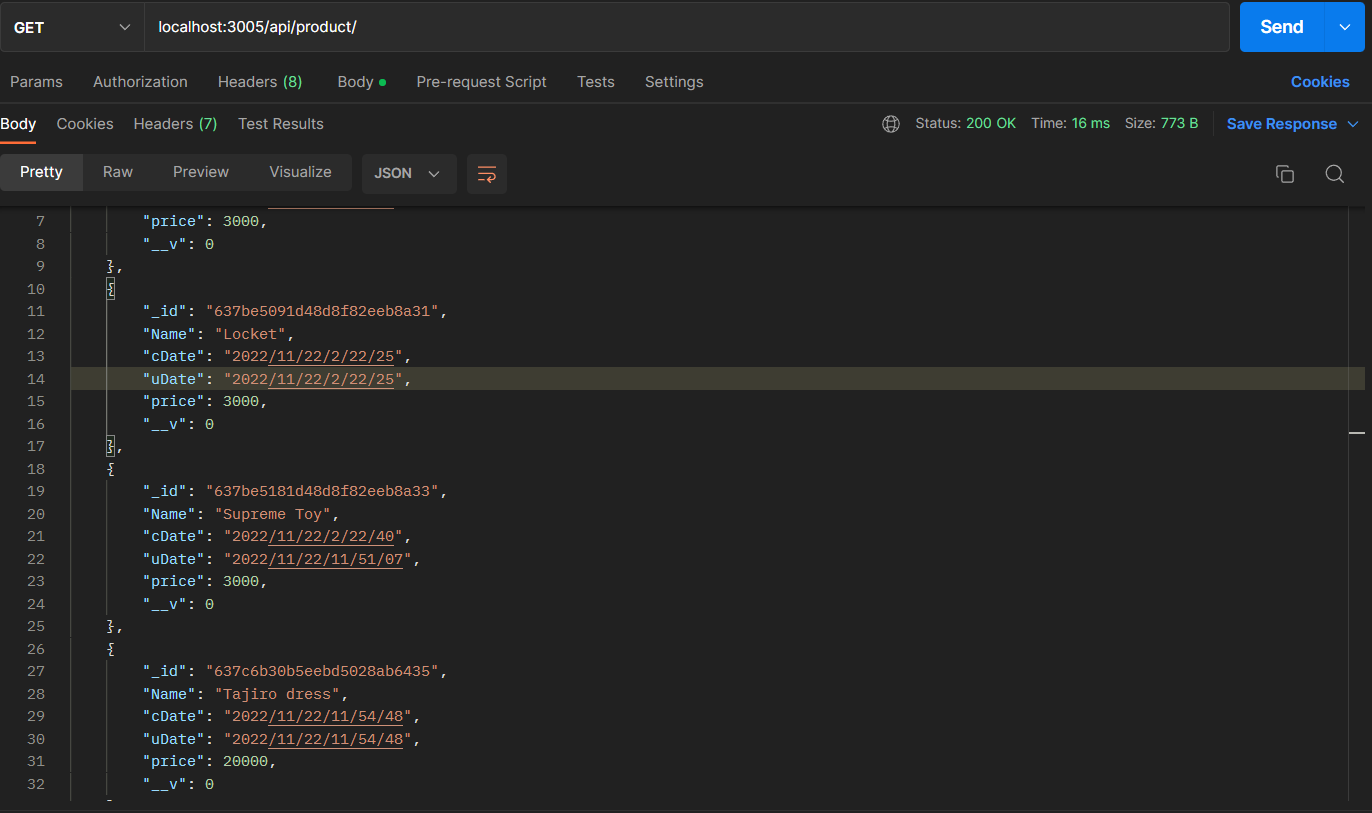 GET localhost:3005/api/product/ Send
Params Authorization Headers (8) Body Pre-request Script Tests Settings Cookies
Body Cookies Headers (7) Test Results Status: 200 OK Time: 16 ms Size: 773 B Save Response
Pretty Raw Preview Visualize JSON
7 "price": 3000,
8 "__v": 0
9 },
10 {
11 "_id": "637be5091d48d8f82eeb8a31",
12 "Name": "Locket",
13 "cDate": "2022/11/22/2/22/25",
14 "uDate": "2022/11/22/2/22/25",
15 "price": 3000,
16 "__v": 0
17 },
18 {
19 "_id": "637be5181d48d8f82eeb8a33",
20 "Name": "Supreme Toy",
21 "cDate": "2022/11/22/2/22/40",
22 "uDate": "2022/11/22/11/51/07",
23 "price": 3000,
24 "__v": 0
25 },
26 {
27 "_id": "637c6b30b5eebd5028ab6435",
28 "Name": "Tajiro dress",
29 "cDate": "2022/11/22/11/54/48",
30 "uDate": "2022/11/22/11/54/48",
31 "price": 20000,
32 "__v": 0